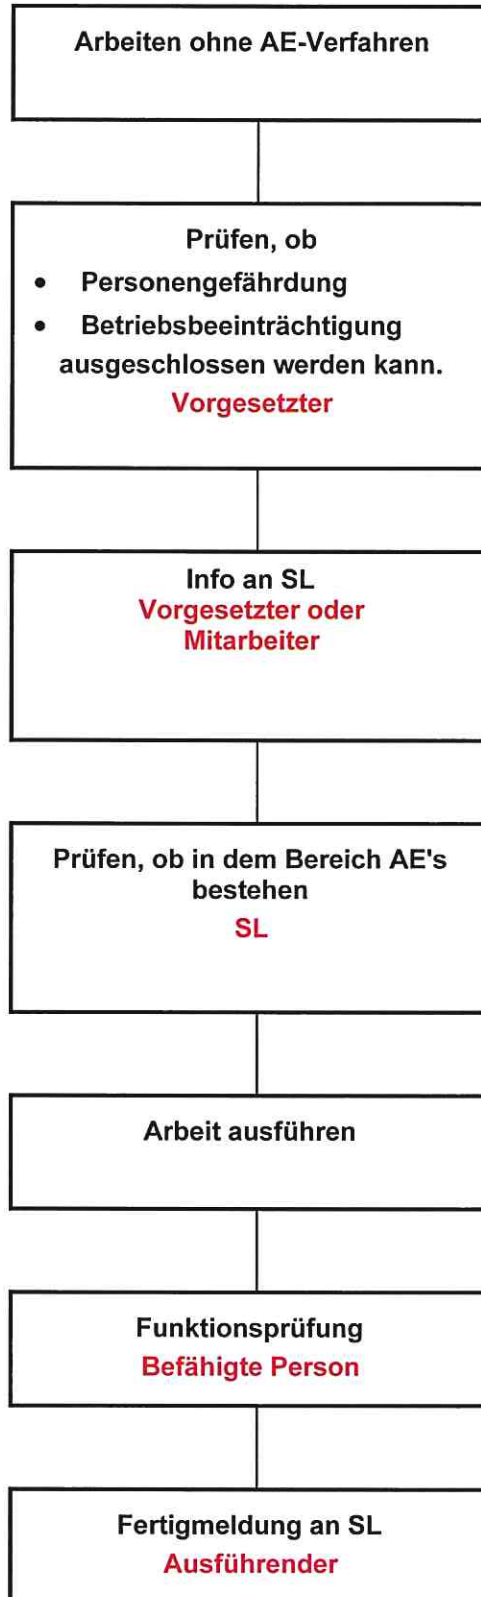 Arbeiten ohne AE-Verfahren
Prüfen, ob
• Personengefährdung
• Betriebsbeeinträchtigung
ausgeschlossen werden kann.
Vorgesetzter
Info an SL
Vorgesetzter oder
Mitarbeiter
Prüfen, ob in dem Bereich AE's
bestehen
SL
Arbeit ausführen
Funktionsprüfung
Befähigte Person
Fertigmeldung an SL
Ausführender